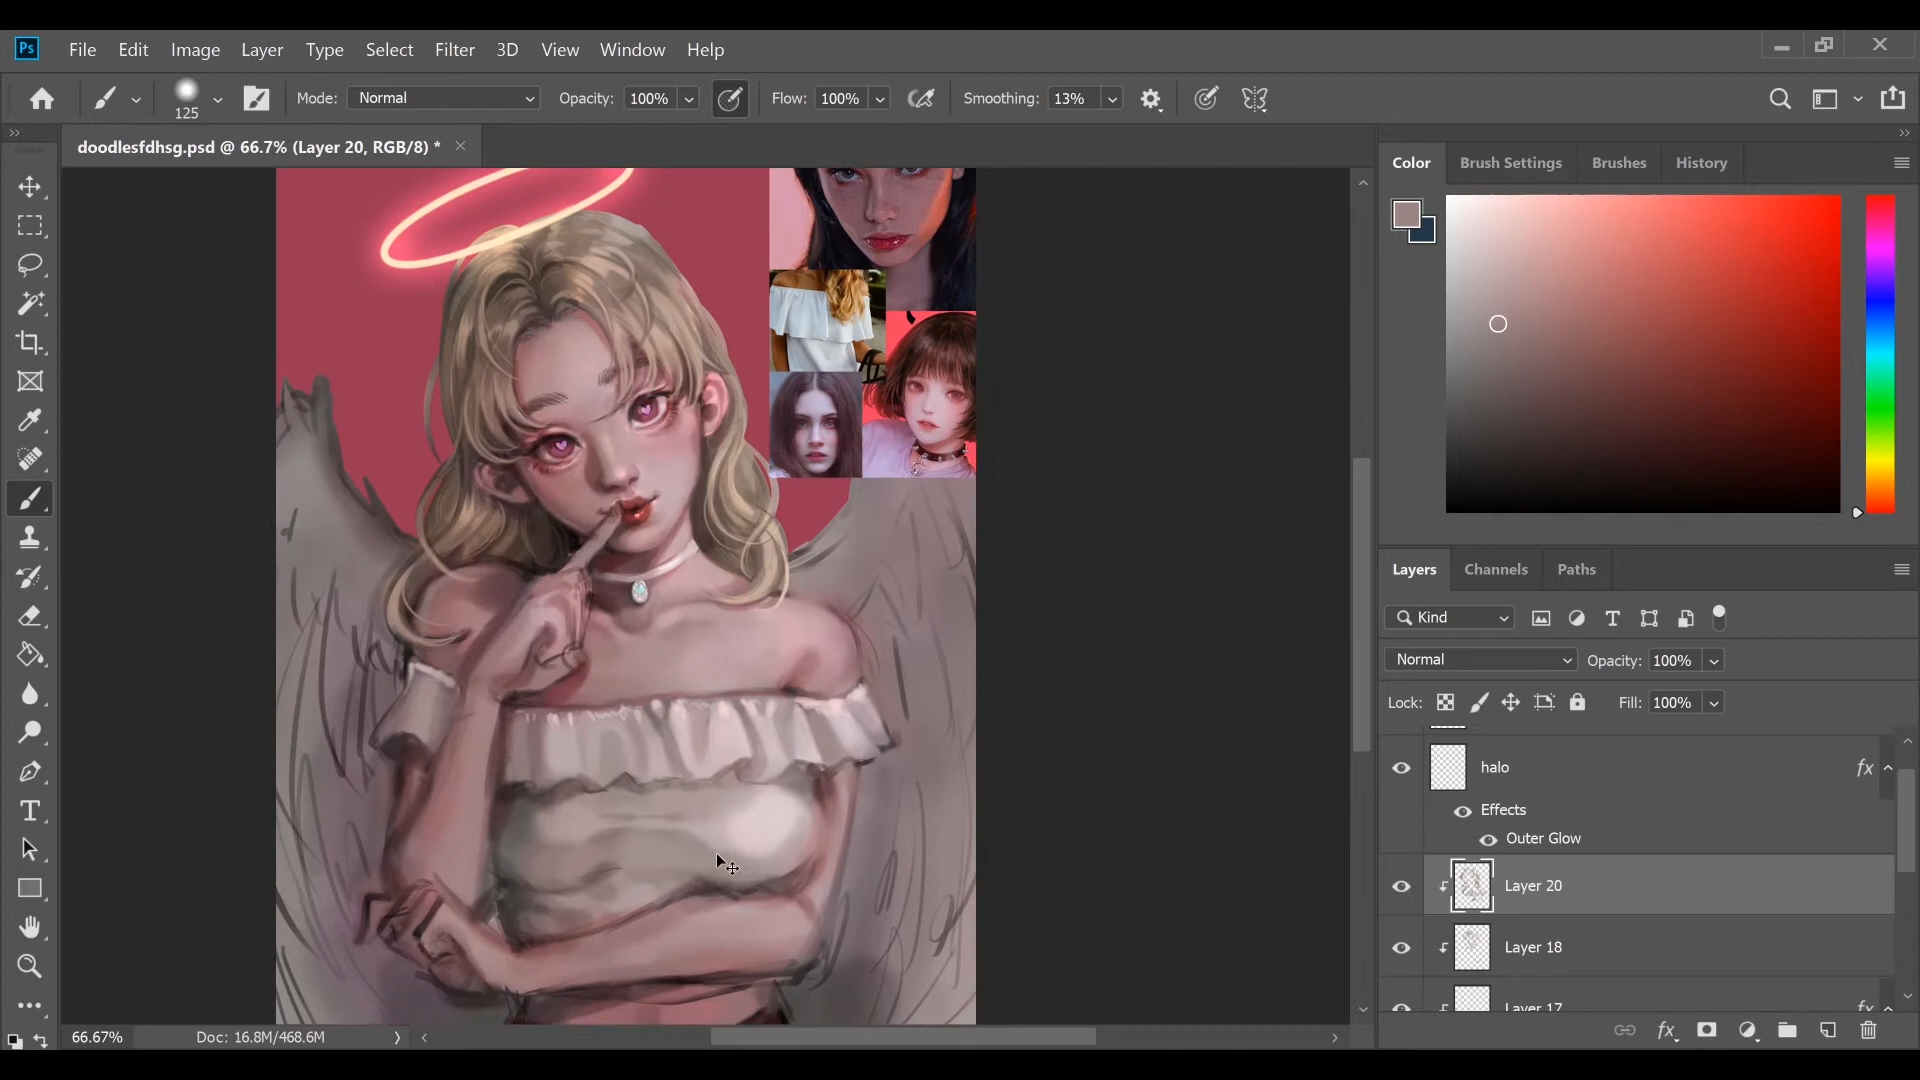 Ps File Edit Image Layer Type Select Filter 3D View Window Help
125 Mode: Normal Opacity: 100% Flow: 100% Smoothing: 13%
doodlesfdhsg.psd @ 66.7% (Layer 20, RGB/8) *
Color Brush Settings Brushes History
Layers Channels Paths
Kind
Normal Opacity: 100%
Lock: Fill: 100%
halo fx
Effects
Outer Glow
Layer 20
Layer 18
Layer 17 fx
66.67% Doc: 16.8M/468.6M
fx